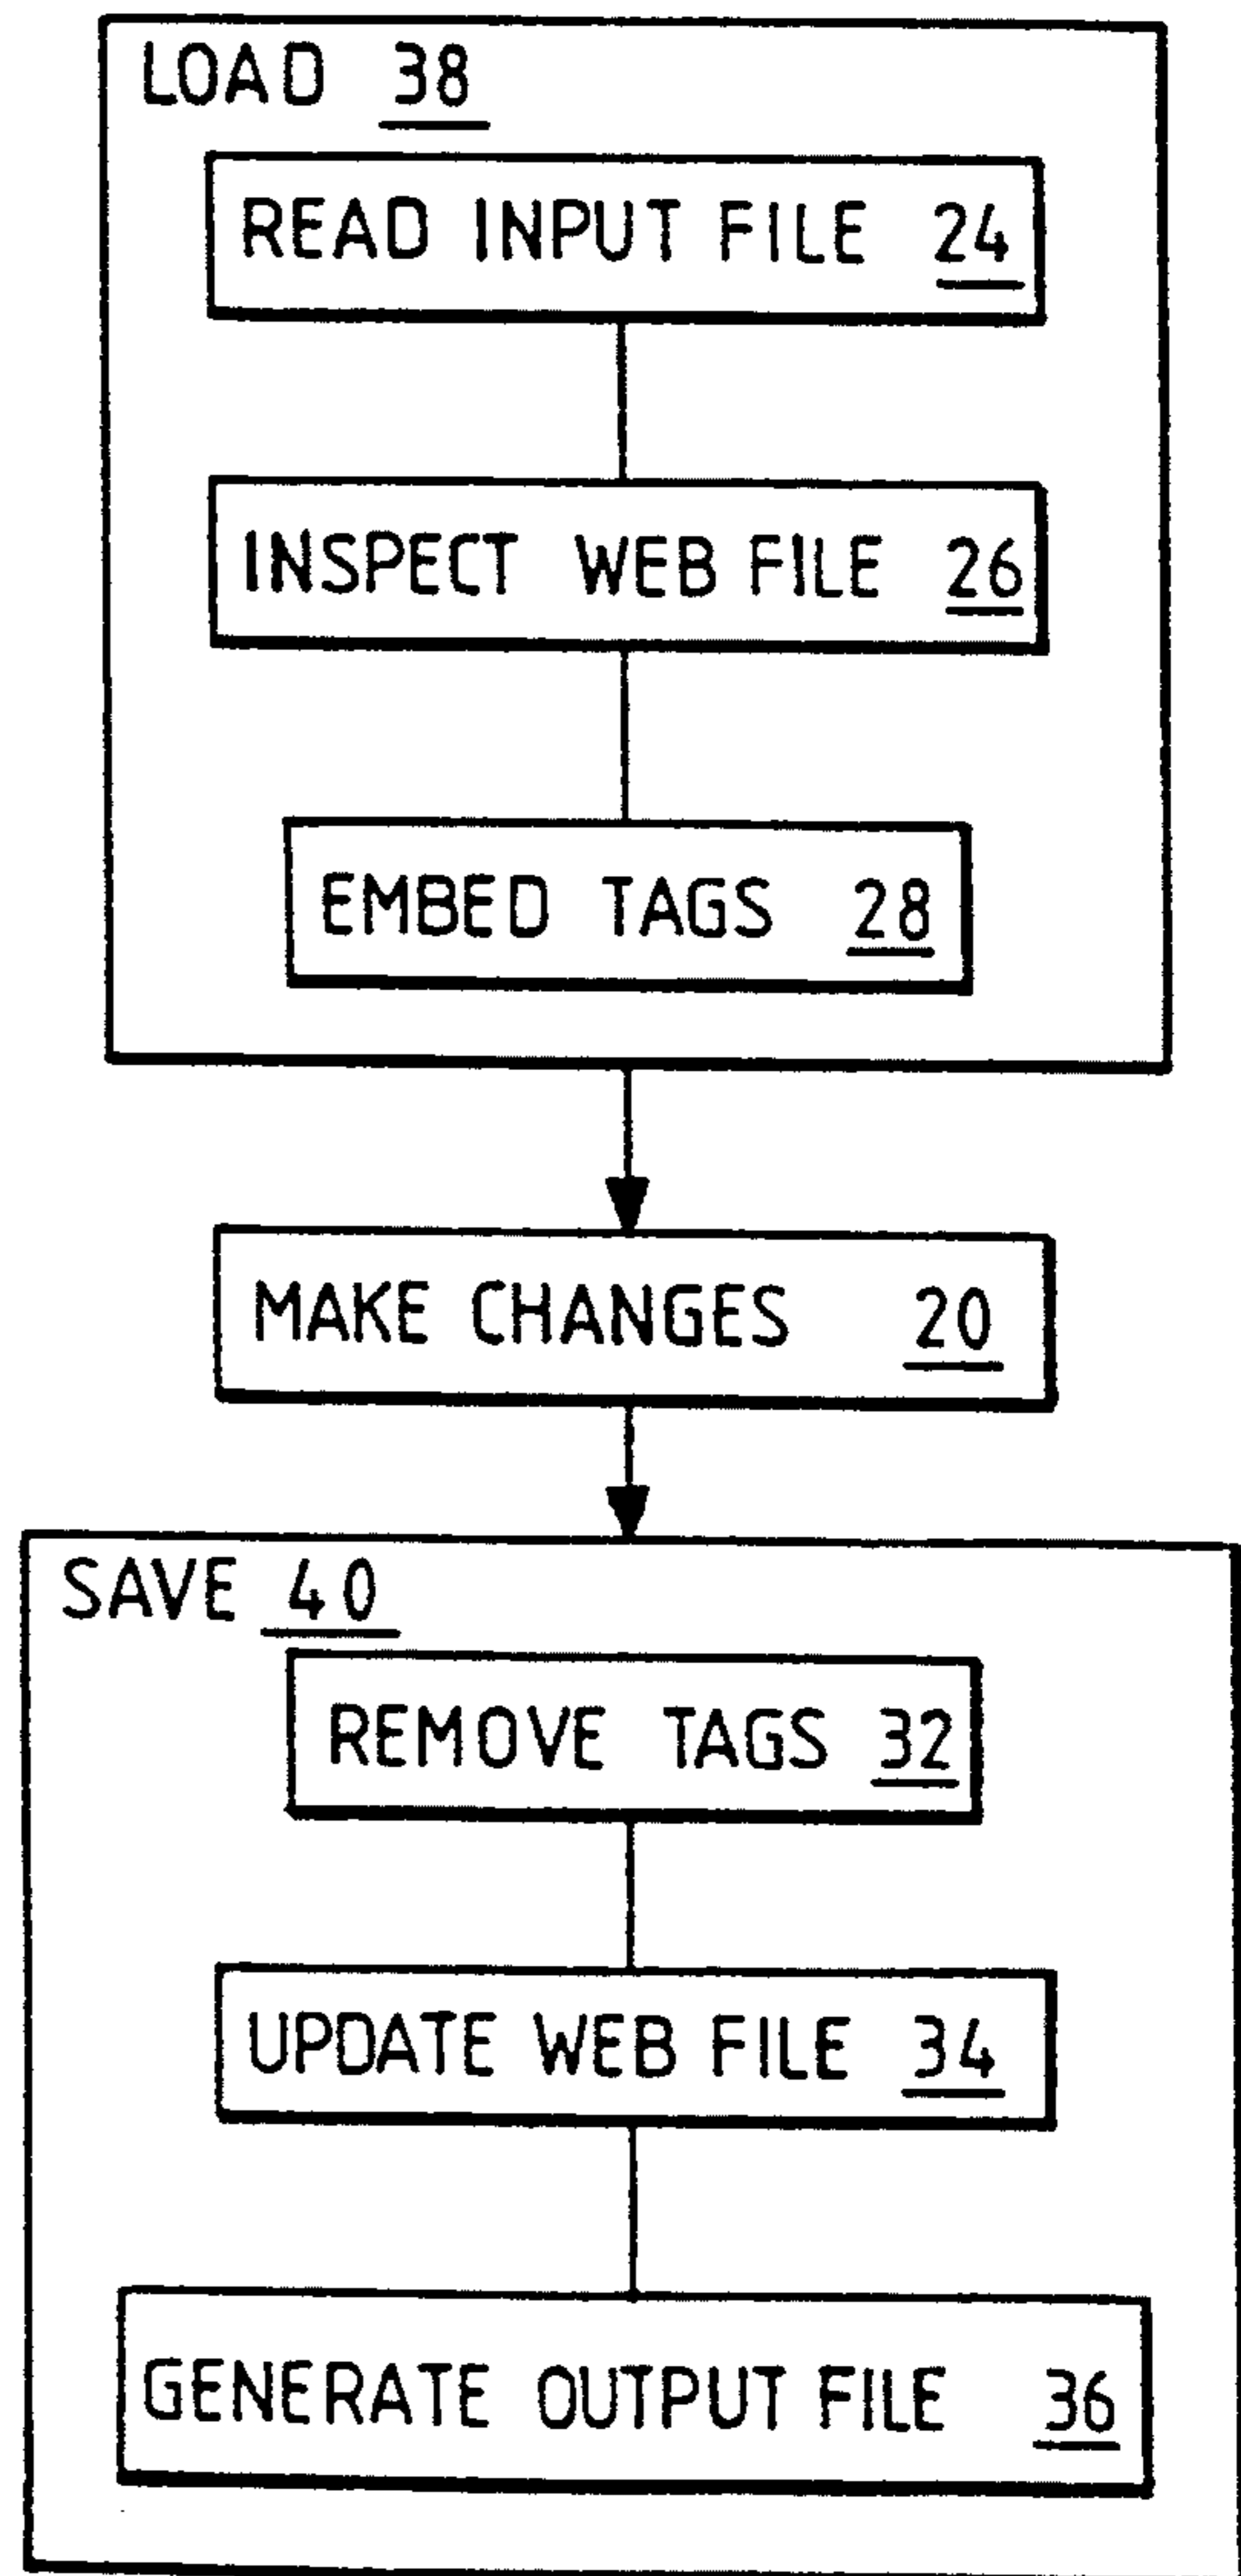 LOAD 38
READ INPUT FILE 24
INSPECT WEB FILE 26
EMBED TAGS 28
MAKE CHANGES 20
SAVE 40
REMOVE TAGS 32
UPDATE WEB FILE 34
GENERATE OUTPUT FILE 36